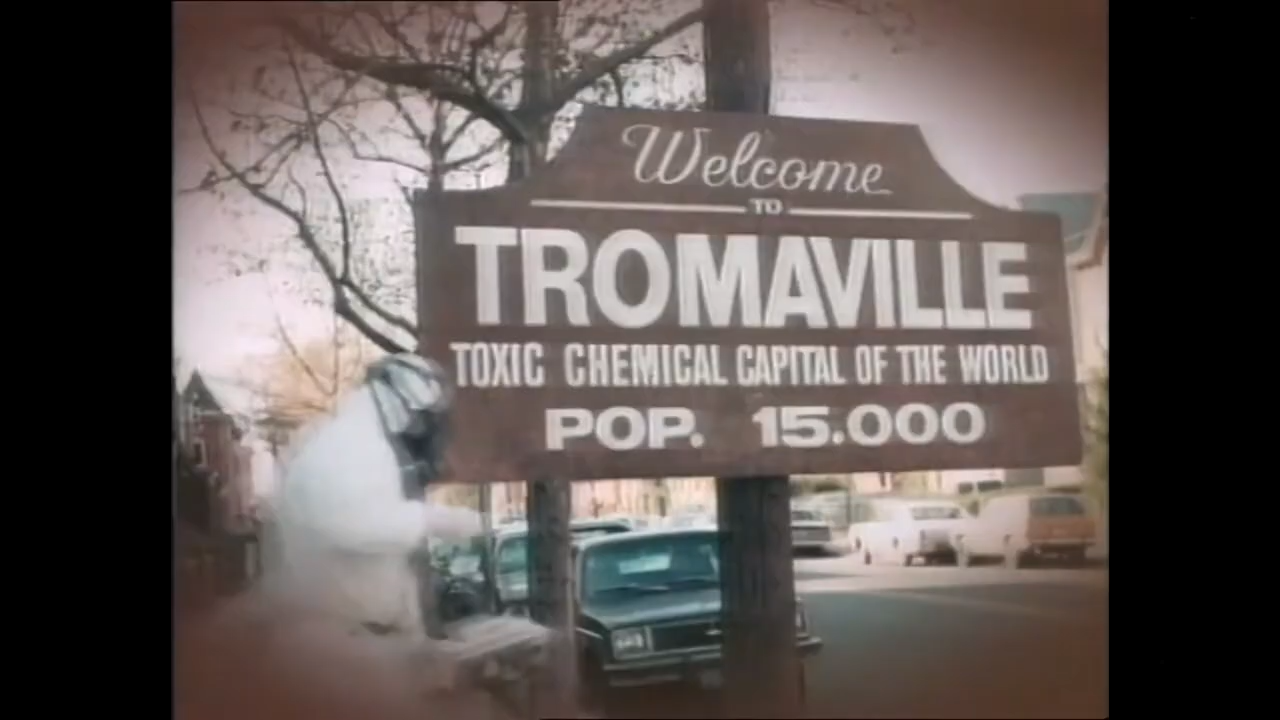 Welcome
TO
TROMAVILLE
TOXIC CHEMICAL CAPITAL OF THE WORLD
POP. 15.000